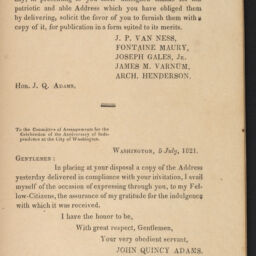 patriotic and able Address which you have obliged them
by delivering, solicit the favor of you to furnish them with a
copy of it, for publication in a form suited to its merits.
J. P. VAN NESS,
FONTAINE MAURY,
JOSEPH GALES, Jr.
JAMES M. VARNUM,
ARCH. HENDERSON.
Hon. J. Q. Adams.
To the Committee of Arrangements for the
Celebration of the Anniversary of Inde-
pendence at the City of Washington.
Washington, 5 July, 1821.
Gentlemen:
In placing at your disposal a copy of the Address
yesterday delivered in compliance with your invitation, I avail
myself of the occasion of expressing through you, to my Fel-
low-Citizens, the assurance of my gratitude for the indulgence
with which it was received.
I have the honor to be,
With great respect, Gentlemen,
Your very obedient servant,
JOHN QUINCY ADAMS.